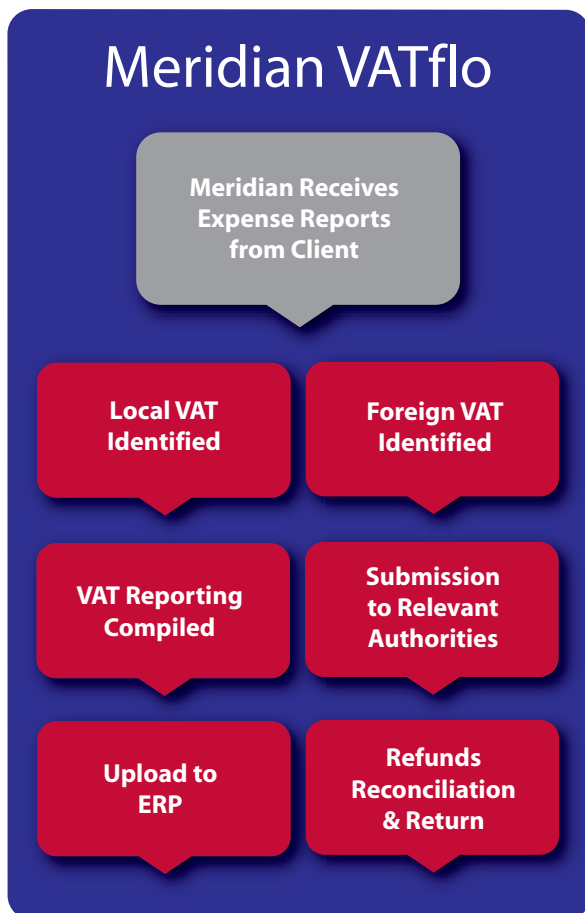 Meridian VATflo
Meridian Receives
Expense Reports
from Client
Local VAT
Identified
Foreign VAT
Identified
VAT Reporting
Compiled
Submission
to Relevant
Authorities
Upload to
ERP
Refunds
Reconciliation
& Return